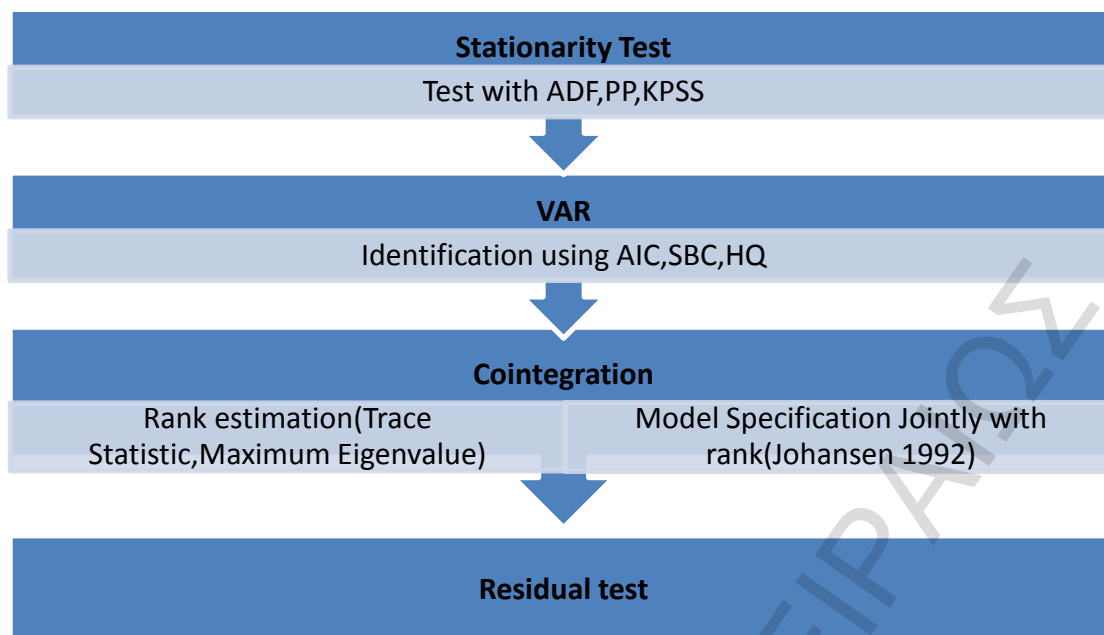 Stationarity Test
Test with ADF,PP,KPSS
VAR
Identification using AIC,SBC,HQ
Cointegration
Rank estimation(Trace
Statistic,Maximum Eigenvalue)
Model Specification Jointly with
rank(Johansen 1992)
Residual test
ΕΙΡΑΙΩΣ